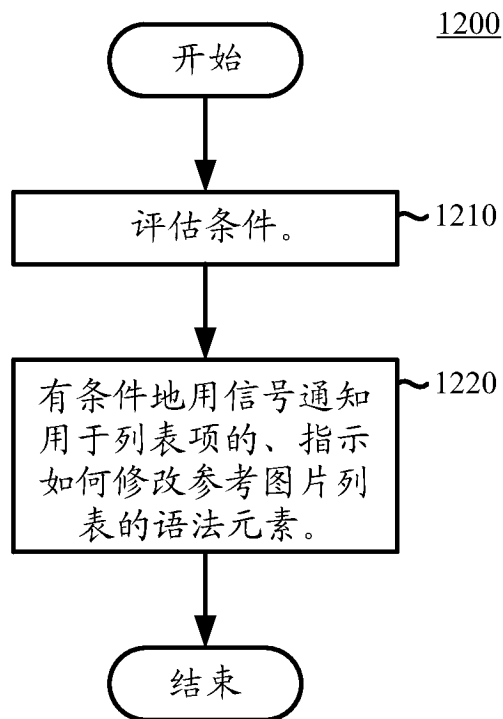 1200
开始
评估条件。
1210
有条件地用信号通知
用于列表项的、指示
如何修改参考图片列
表的语法元素。
1220
结束